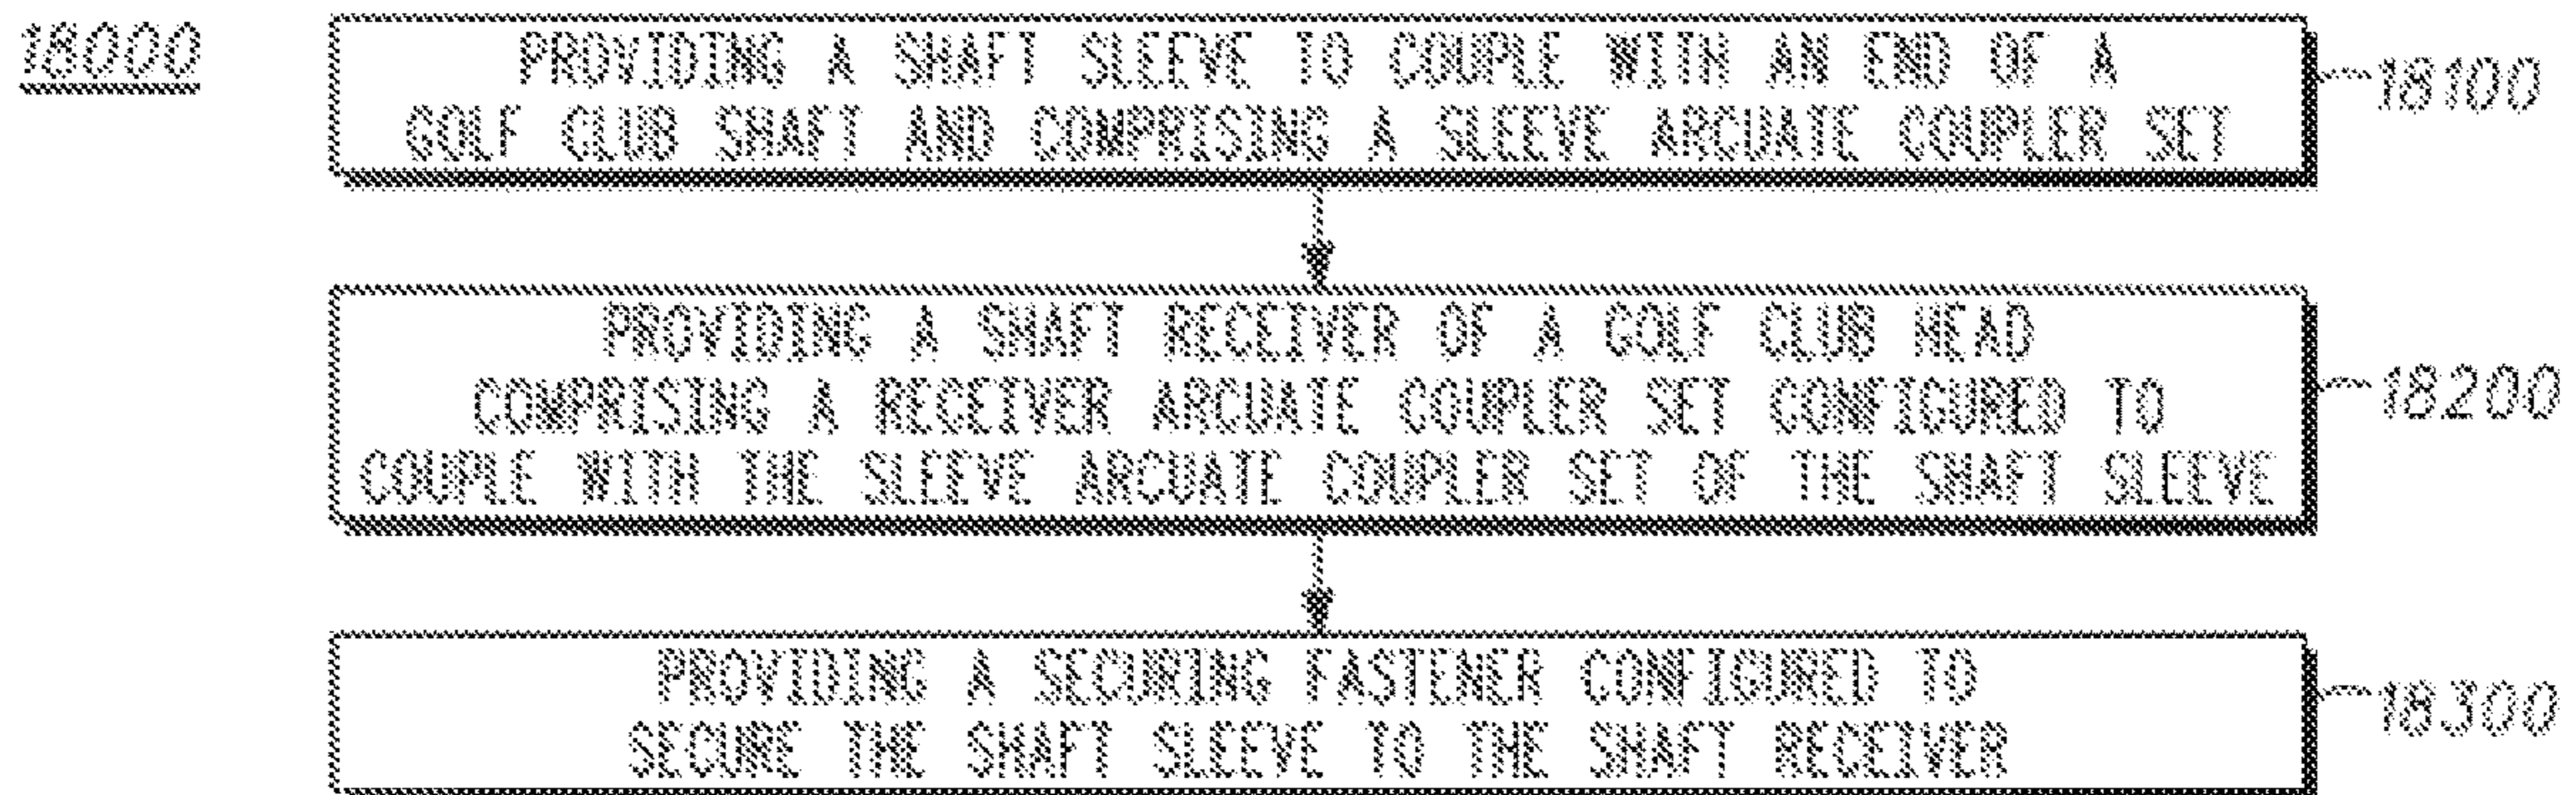 18000
PROVIDING A SHAFT SLEEVE TO COUPLE WITH AN END OF A
GOLF CLUB SHAFT AND COMPRISING A SLEEVE ARCUATE COUPLER SET
18100
PROVIDING A SHAFT RECEIVER OF A GOLF CLUB HEAD
COMPRISING A RECEIVER ARCUATE COUPLER SET CONFIGURED TO
COUPLE WITH THE SLEEVE ARCUATE COUPLER SET OF THE SHAFT SLEEVE
18200
PROVIDING A SECURING FASTENER CONFIGURED TO
SECURE THE SHAFT SLEEVE TO THE SHAFT RECEIVER
18300